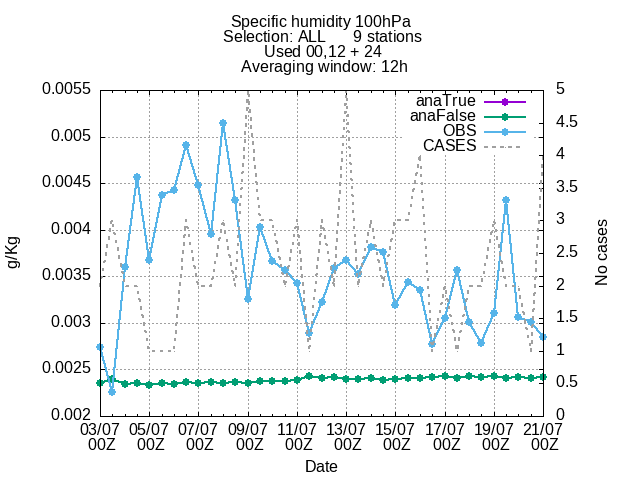 Specific humidity 100hPa
Selection: ALL 9 stations
Used 00,12 + 24
Averaging window: 12h
0.0055
0.005
0.0045
0.004
0.0035
0.003
0.0025
0.002
g/Kg
anaTrue
anaFalse
OBS
CASES
5
4.5
4
3.5
3
2.5
2
1.5
1
0.5
0
No cases
03/07 05/07 07/07 09/07 11/07 13/07 15/07 17/07 19/07 21/07
00Z 00Z 00Z 00Z 00Z 00Z 00Z 00Z 00Z 00Z
Date